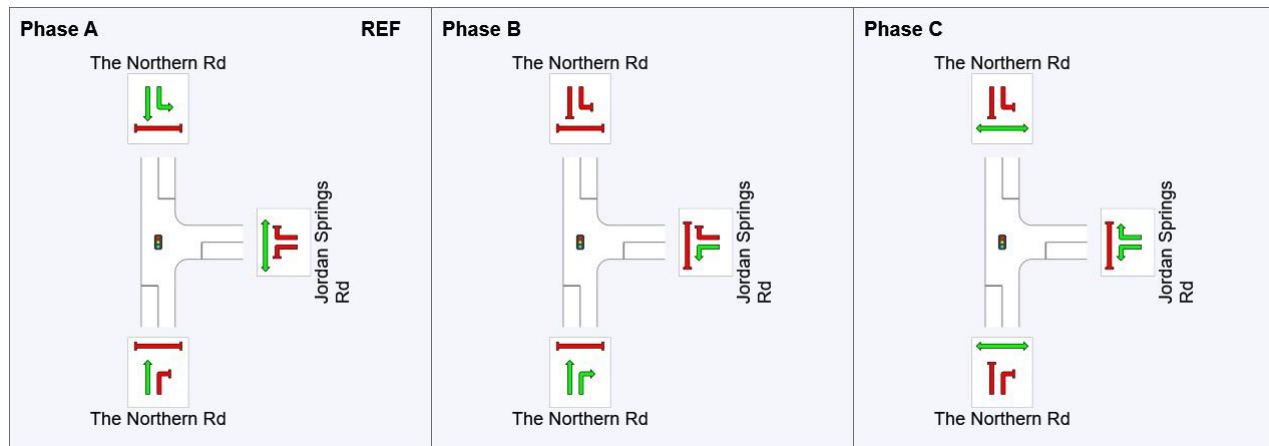 Phase A
REF
The Northern Rd
Jordan Springs
Rd
The Northern Rd
Phase B
The Northern Rd
Jordan Springs
Rd
The Northern Rd
Phase C
The Northern Rd
Jordan Springs
Rd
The Northern Rd